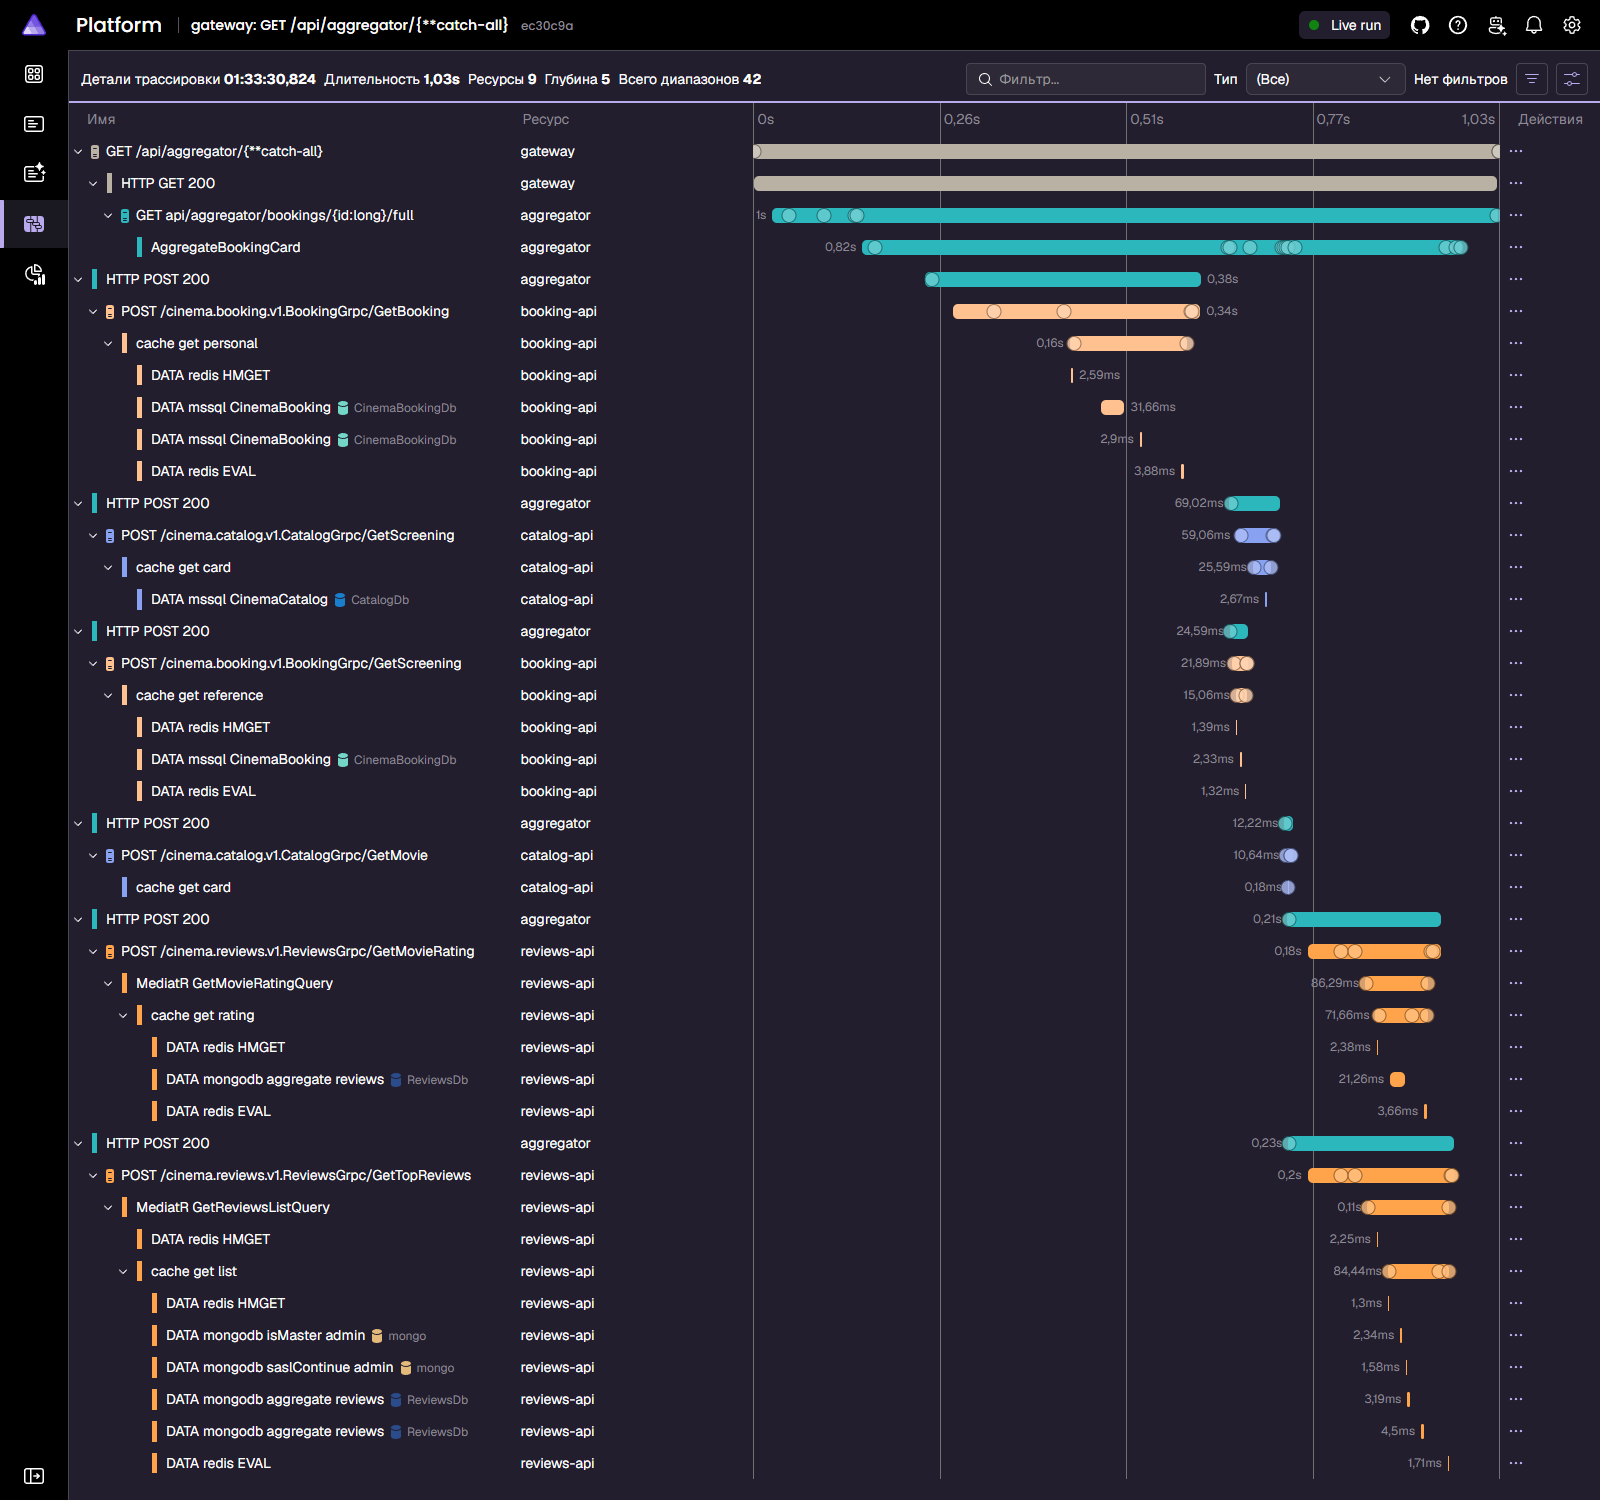 Platform gateway: GET /api/aggregator/{**catch-all} ec30c9a Live run
Детали трассировки 01:33:30,824 Длительность 1,03s Ресурсы 9 Глубина 5 Всего диапазонов 42 Фильтр... Тип (Все) Нет фильтров
Имя Ресурс 0s 0,26s 0,51s 0,77s 1,03s Действия
GET /api/aggregator/{**catch-all} gateway
HTTP GET 200 gateway
GET api/aggregator/bookings/{id:long}/full aggregator 1s
AggregateBookingCard aggregator 0,82s
HTTP POST 200 aggregator 0,38s
POST /cinema.booking.v1.BookingGrpc/GetBooking booking-api 0,34s
cache get personal booking-api 0,16s
DATA redis HMGET booking-api 2,59ms
DATA mssql CinemaBooking CinemaBookingDb booking-api 31,66ms
DATA mssql CinemaBooking CinemaBookingDb booking-api 2,9ms
DATA redis EVAL booking-api 3,88ms
HTTP POST 200 aggregator 69,02ms
POST /cinema.catalog.v1.CatalogGrpc/GetScreening catalog-api 59,06ms
cache get card catalog-api 25,59ms
DATA mssql CinemaCatalog CatalogDb catalog-api 2,67ms
HTTP POST 200 aggregator 24,59ms
POST /cinema.booking.v1.BookingGrpc/GetScreening booking-api 21,89ms
cache get reference booking-api 15,06ms
DATA redis HMGET booking-api 1,39ms
DATA mssql CinemaBooking CinemaBookingDb booking-api 2,33ms
DATA redis EVAL booking-api 1,32ms
HTTP POST 200 aggregator 12,22ms
POST /cinema.catalog.v1.CatalogGrpc/GetMovie catalog-api 10,64ms
cache get card catalog-api 0,18ms
HTTP POST 200 aggregator 0,21s
POST /cinema.reviews.v1.ReviewsGrpc/GetMovieRating reviews-api 0,18s
MediatR GetMovieRatingQuery reviews-api 86,29ms
cache get rating reviews-api 71,66ms
DATA redis HMGET reviews-api 2,38ms
DATA mongodb aggregate reviews ReviewsDb reviews-api 21,26ms
DATA redis EVAL reviews-api 3,66ms
HTTP POST 200 aggregator 0,23s
POST /cinema.reviews.v1.ReviewsGrpc/GetTopReviews reviews-api 0,2s
MediatR GetReviewsListQuery reviews-api 0,11s
DATA redis HMGET reviews-api 2,25ms
cache get list reviews-api 84,44ms
DATA redis HMGET reviews-api 1,3ms
DATA mongodb isMaster admin mongo reviews-api 2,34ms
DATA mongodb saslContinue admin mongo reviews-api 1,58ms
DATA mongodb aggregate reviews ReviewsDb reviews-api 3,19ms
DATA mongodb aggregate reviews ReviewsDb reviews-api 4,5ms
DATA redis EVAL reviews-api 1,71ms